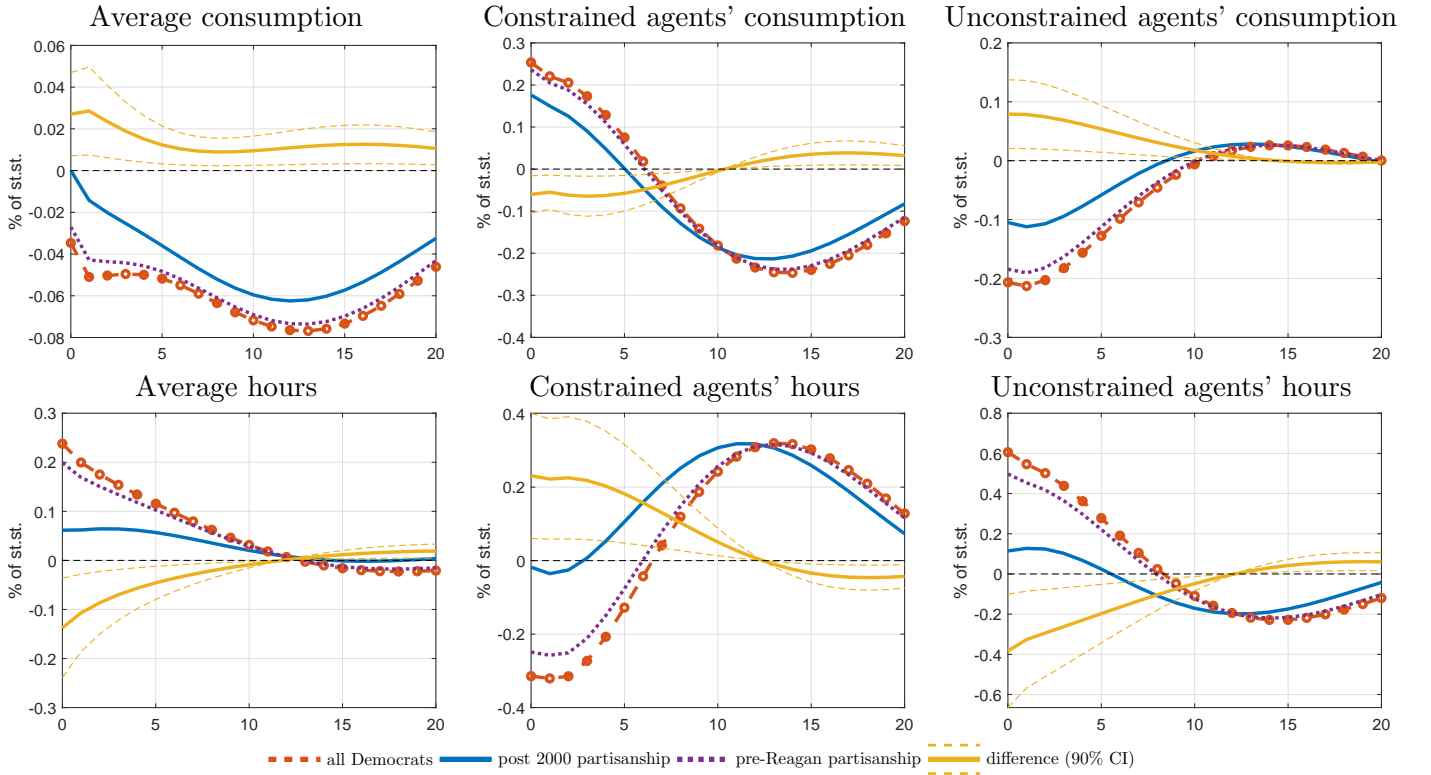 Average consumption
Constrained agents' consumption
Unconstrained agents' consumption
% of st.st.
0.06
0.04
0.02
0
-0.02
-0.04
-0.06
-0.08
0 5 10 15 20
% of st.st.
0.3
0.2
0.1
0
-0.1
-0.2
-0.3
-0.4
0 5 10 15 20
% of st.st.
0.2
0.1
0
-0.1
-0.2
-0.3
0 5 10 15 20
Average hours
Constrained agents' hours
Unconstrained agents' hours
% of st.st.
0.3
0.2
0.1
0
-0.1
-0.2
-0.3
0 5 10 15 20
% of st.st.
0.4
0.2
0
-0.2
-0.4
0 5 10 15 20
% of st.st.
0.8
0.6
0.4
0.2
0
-0.2
-0.4
-0.6
0 5 10 15 20
all Democrats post 2000 partisanship pre-Reagan partisanship difference (90% CI)